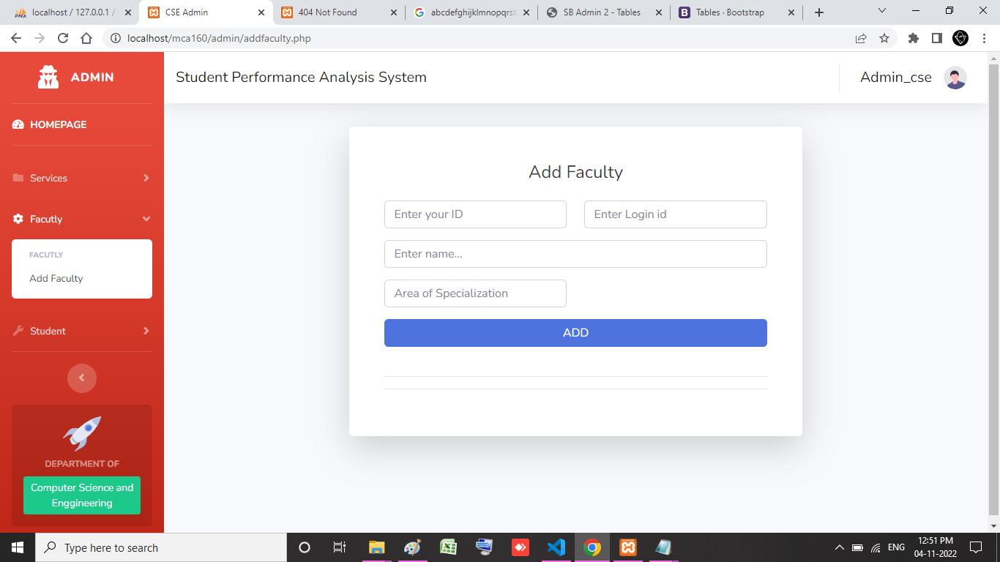 localhost / 127.0.0.1 /
CSE Admin
404 Not Found
abcdefghijklmnopqrst
SB Admin 2 - Tables
Tables · Bootstrap
localhost/mca160/admin/addfaculty.php
ADMIN
Student Performance Analysis System
Admin_cse
HOMEPAGE
Services
Facutly
FACUTLY
Add Faculty
Student
DEPARTMENT OF
Computer Science and
Enggineering
Add Faculty
Enter your ID
Enter Login id
Enter name...
Area of Specialization
ADD
Type here to search
ENG
12:51 PM
04-11-2022